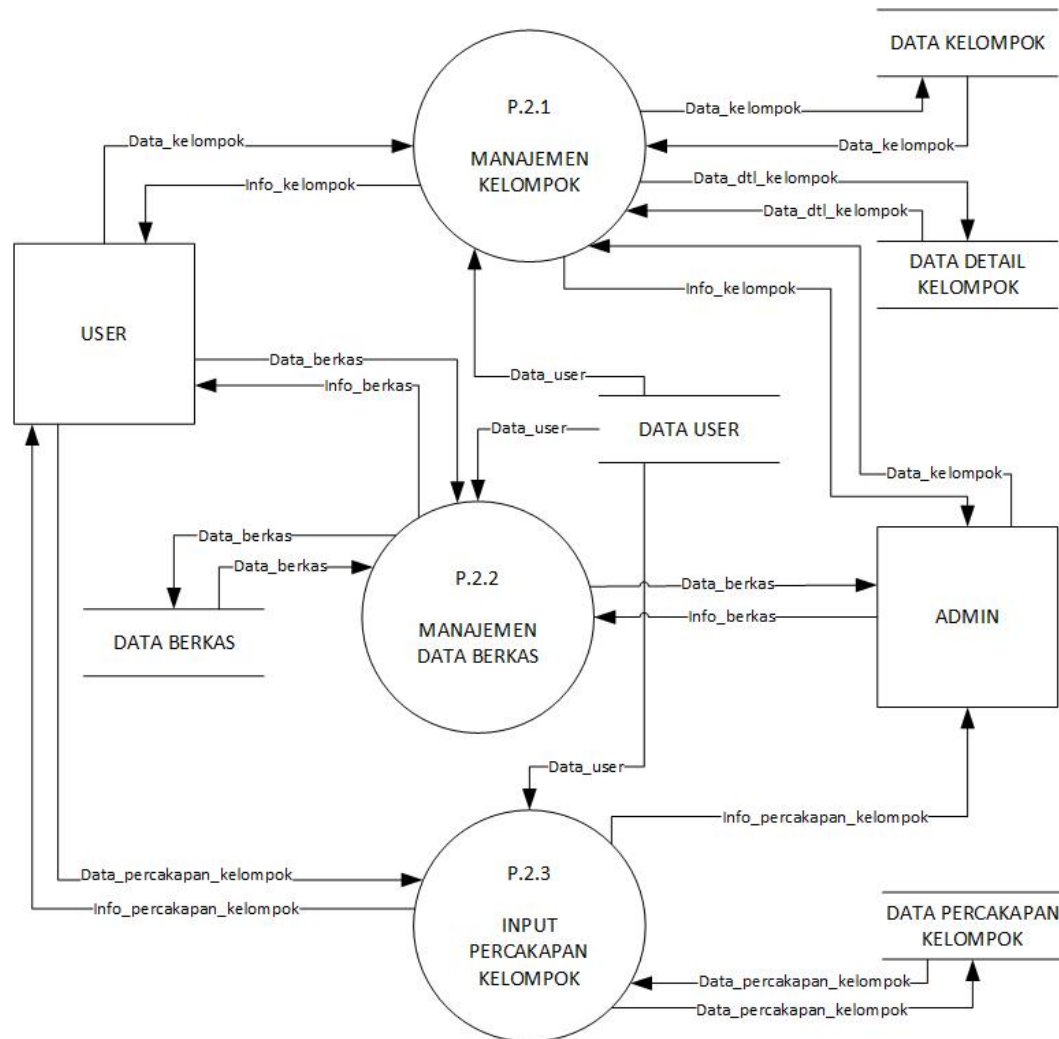 DATA KELOMPOK
P.2.1
MANAJEMEN
KELOMPOK
Data_kelompok
Data_kelompok
Data_kelompok
Info_kelompok
Data_dtl_kelompok
Data_dtl_kelompok
DATA DETAIL
KELOMPOK
Info_kelompok
USER
Data_berkas
Info_berkas
Data_user
DATA USER
Data_user
Data_kelompok
Data_berkas
Data_berkas
P.2.2
MANAJEMEN
DATA BERKAS
Data_berkas
Info_berkas
ADMIN
DATA BERKAS
Data_user
Info_percakapan_kelompok
P.2.3
INPUT
PERCAKAPAN
KELOMPOK
Data_percakapan_kelompok
Info_percakapan_kelompok
DATA PERCAKAPAN
KELOMPOK
Data_percakapan_kelompok
Data_percakapan_kelompok